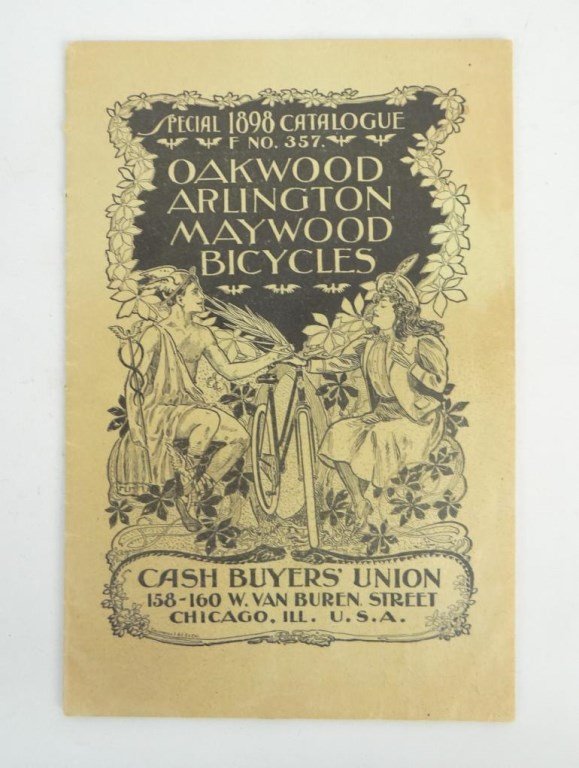 SPECIAL 1898 CATALOGUE
F NO. 357.
OAKWOOD
ARLINGTON
MAYWOOD
BICYCLES
CASH BUYERS' UNION
158-160 W. VAN BUREN. STREET
CHICAGO, ILL. U.S.A.